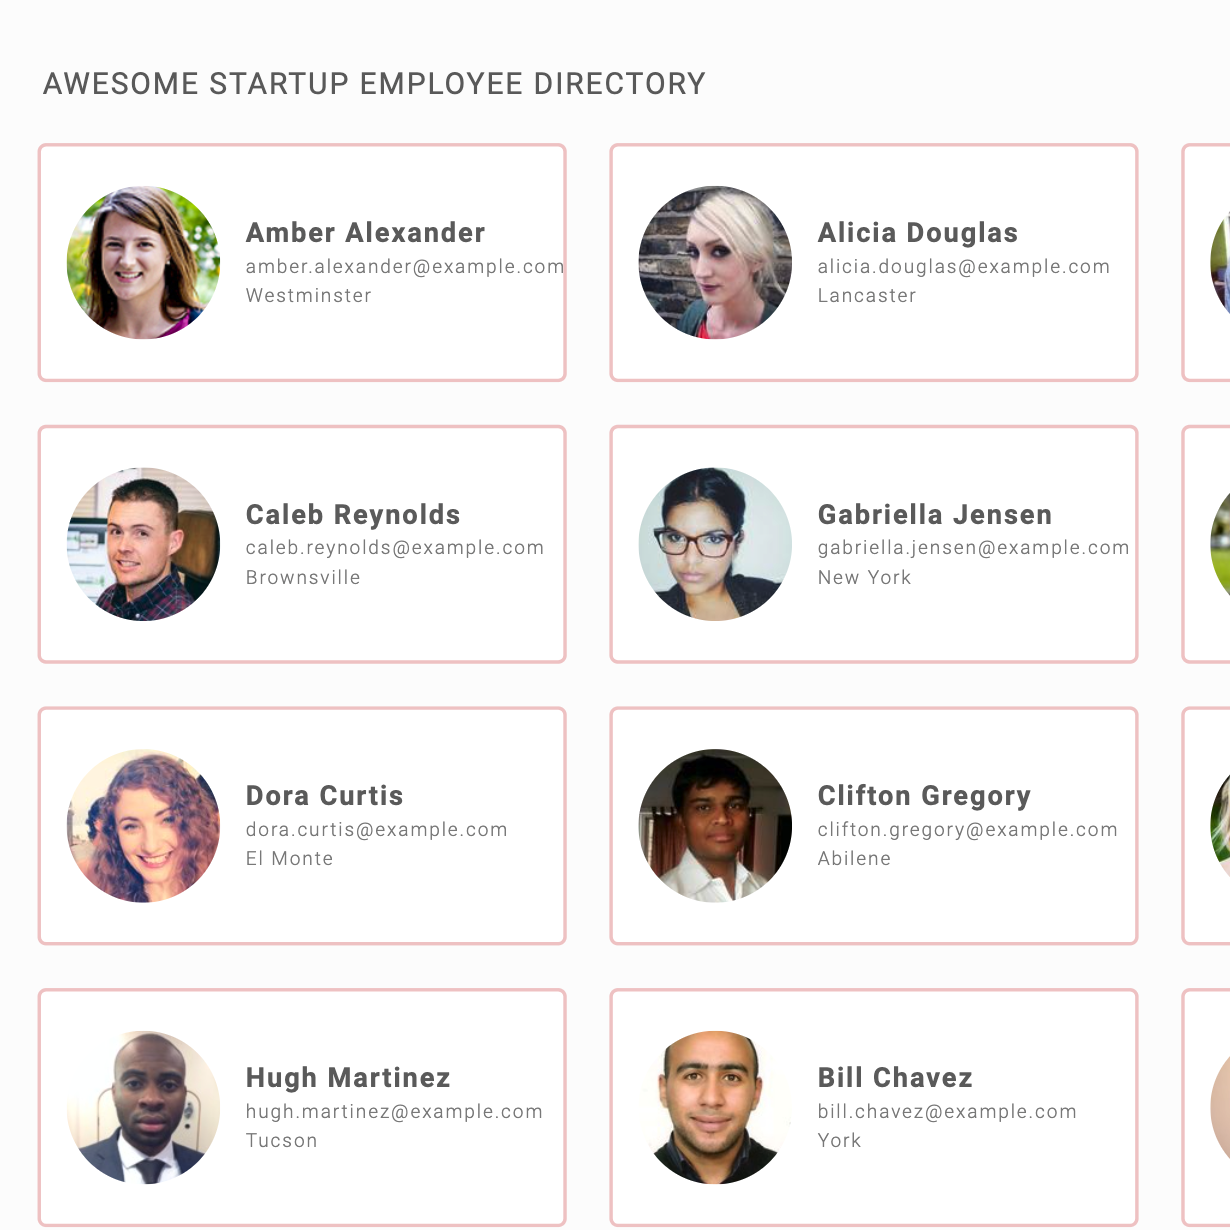 AWESOME STARTUP EMPLOYEE DIRECTORY
Amber Alexander
amber.alexander@example.com
Westminster
Alicia Douglas
alicia.douglas@example.com
Lancaster
Caleb Reynolds
caleb.reynolds@example.com
Brownsville
Gabriella Jensen
gabriella.jensen@example.com
New York
Dora Curtis
dora.curtis@example.com
El Monte
Clifton Gregory
clifton.gregory@example.com
Abilene
Hugh Martinez
hugh.martinez@example.com
Tucson
Bill Chavez
bill.chavez@example.com
York